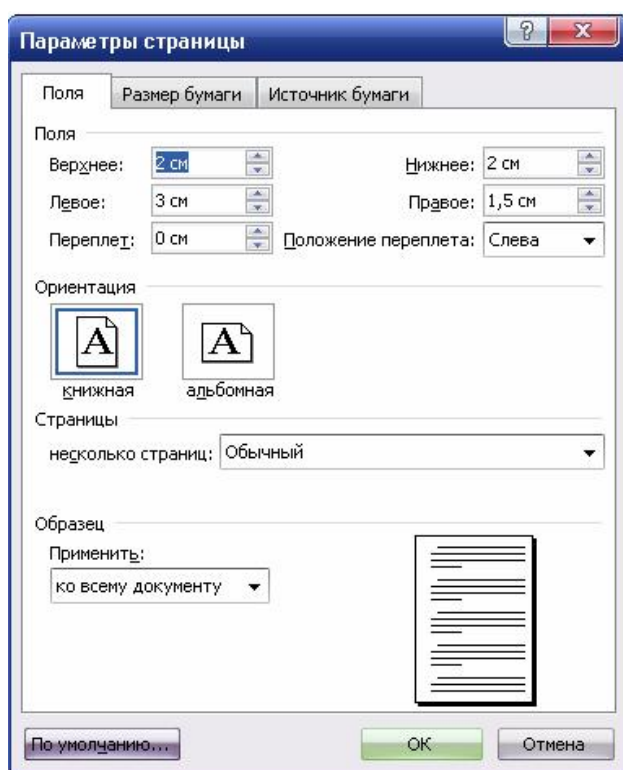 Параметры страницы
Поля Размер бумаги Источник бумаги
Поля
Верхнее: 2 см Нижнее: 2 см
Левое: 3 см Правое: 1,5 см
Переплет: 0 см Положение переплета: Слева
Ориентация
A A
книжная альбомная
Страницы
несколько страниц: Обычный
Образец
Применить:
ко всему документу
По умолчанию... ОК Отмена